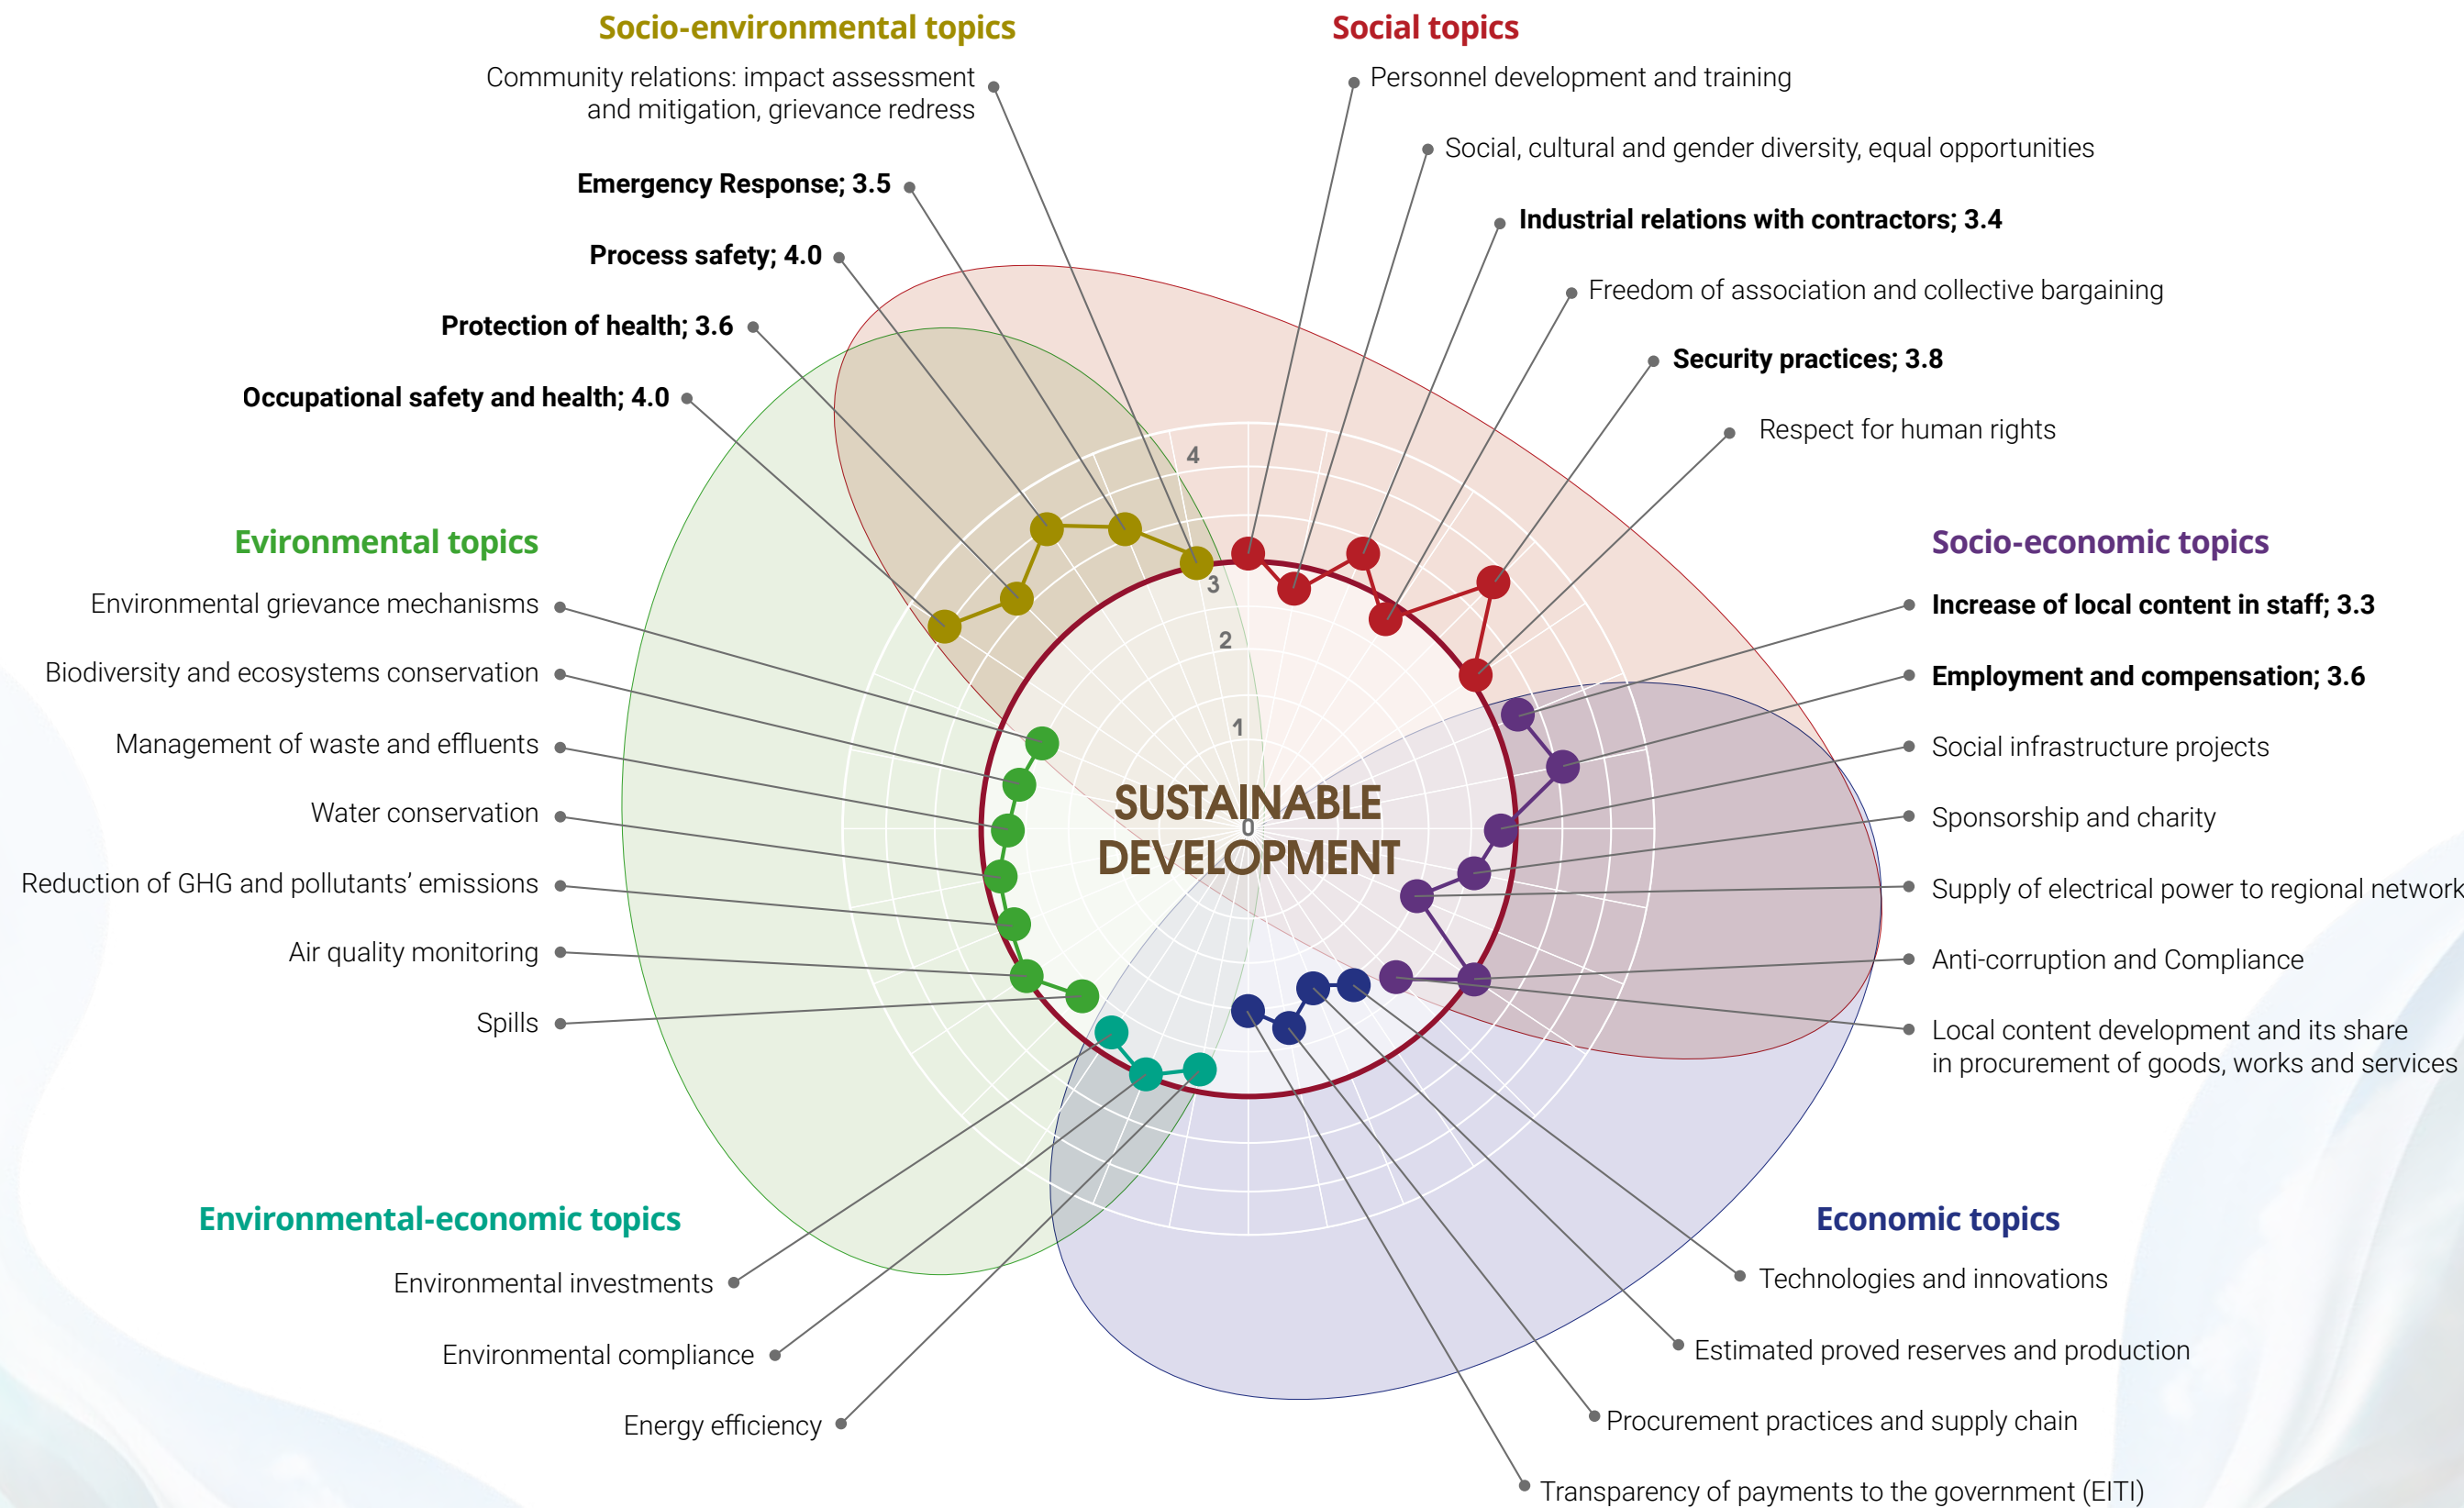 Socio-environmental topics
Community relations: impact assessment
and mitigation, grievance redress
Emergency Response; 3.5
Process safety; 4.0
Protection of health; 3.6
Occupational safety and health; 4.0
Social topics
Personnel development and training
Social, cultural and gender diversity, equal opportunities
Industrial relations with contractors; 3.4
Freedom of association and collective bargaining
Security practices; 3.8
Respect for human rights
Evironmental topics
Environmental grievance mechanisms
Biodiversity and ecosystems conservation
Management of waste and effluents
Water conservation
Reduction of GHG and pollutants’ emissions
Air quality monitoring
Spills
4
3
2
1
0
SUSTAINABLE
DEVELOPMENT
Socio-economic topics
Increase of local content in staff; 3.3
Employment and compensation; 3.6
Social infrastructure projects
Sponsorship and charity
Supply of electrical power to regional network
Anti-corruption and Compliance
Local content development and its share
in procurement of goods, works and services
Environmental-economic topics
Environmental investments
Environmental compliance
Energy efficiency
Economic topics
Technologies and innovations
Estimated proved reserves and production
Procurement practices and supply chain
Transparency of payments to the government (EITI)